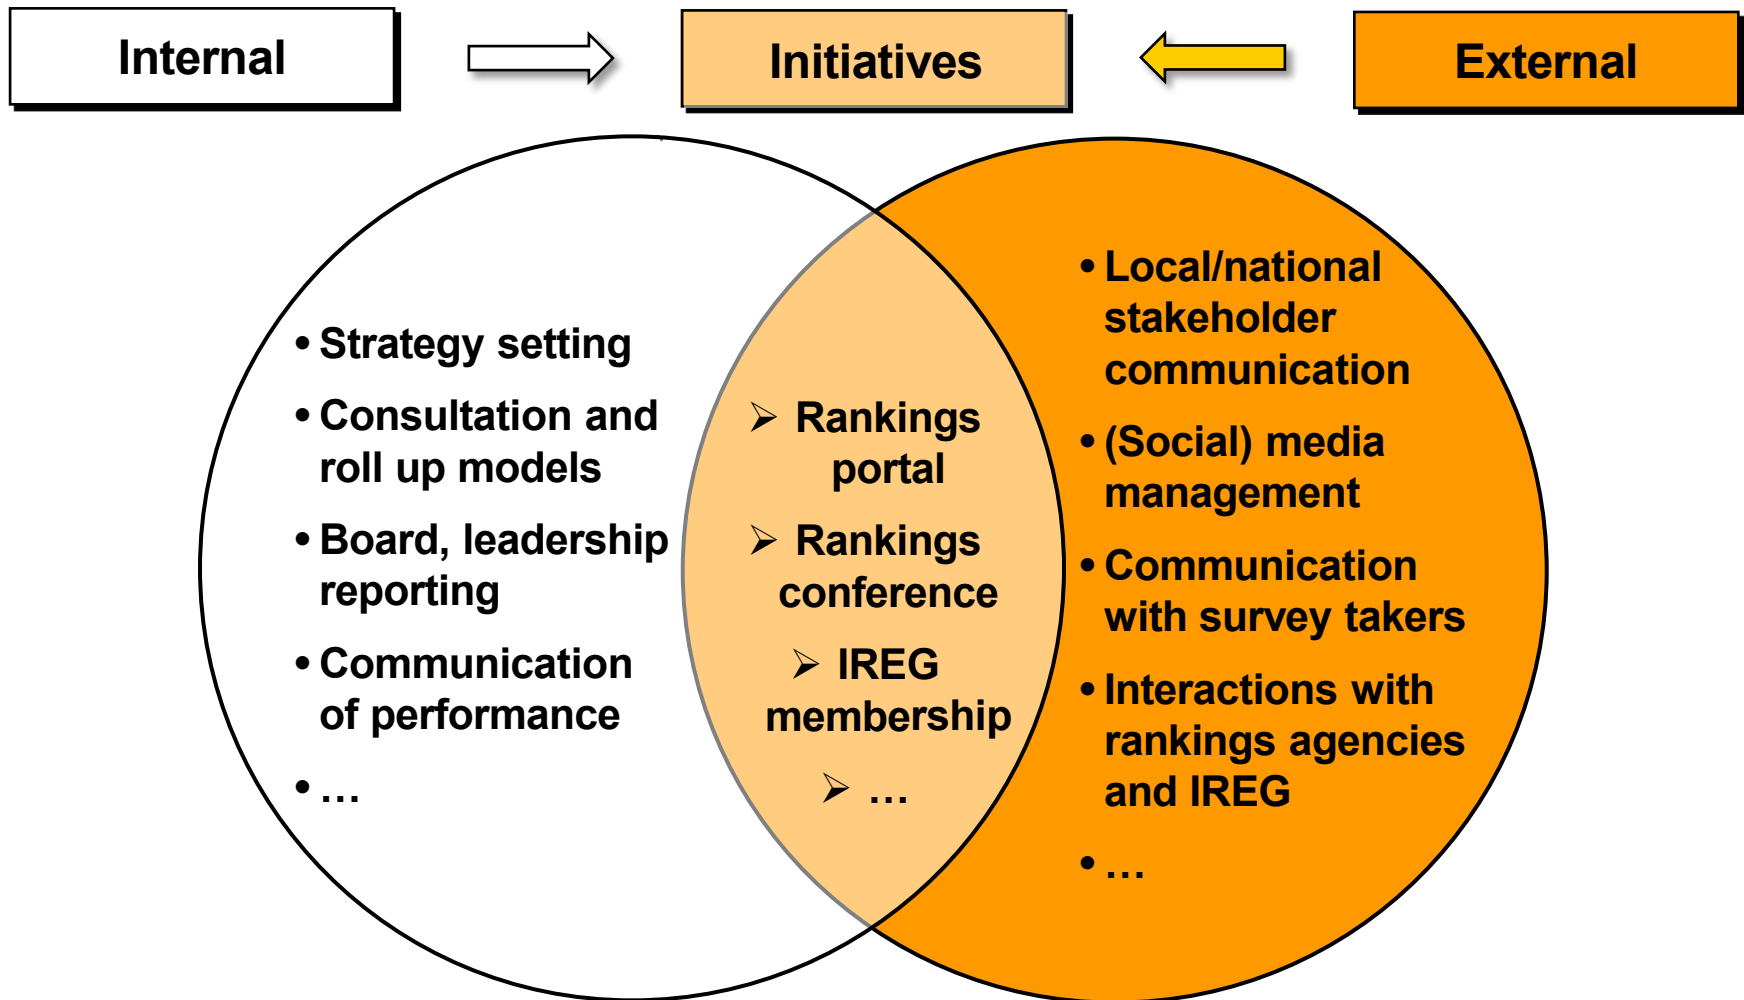 Internal
Initiatives
External
• Strategy setting
• Consultation and
roll up models
• Board, leadership
reporting
• Communication
of performance
• …
➢ Rankings
portal
➢ Rankings
conference
➢ IREG
membership
➢ …
• Local/national
stakeholder
communication
• (Social) media
management
• Communication
with survey takers
• Interactions with
rankings agencies
and IREG
• …